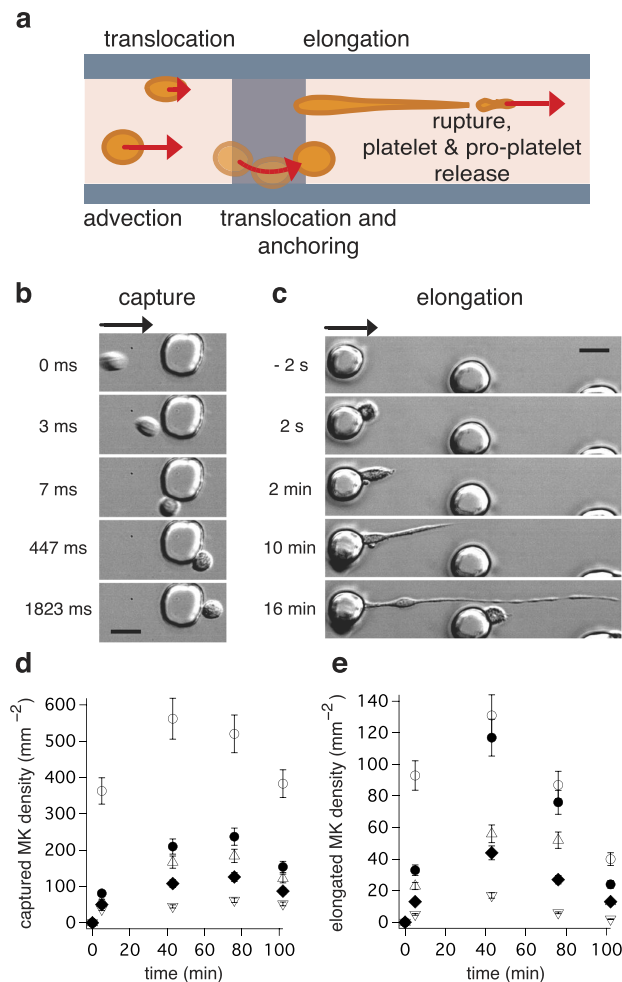 a
translocation
elongation
rupture,
platelet & pro-platelet
release
advection
translocation and
anchoring
b
capture
0 ms
3 ms
7 ms
447 ms
1823 ms
c
elongation
- 2 s
2 s
2 min
10 min
16 min
d
captured MK density (mm⁻²)
600
500
400
300
200
100
0
0 20 40 60 80 100
time (min)
e
elongated MK density (mm⁻²)
140
120
100
80
60
40
20
0
0 20 40 60 80 100
time (min)